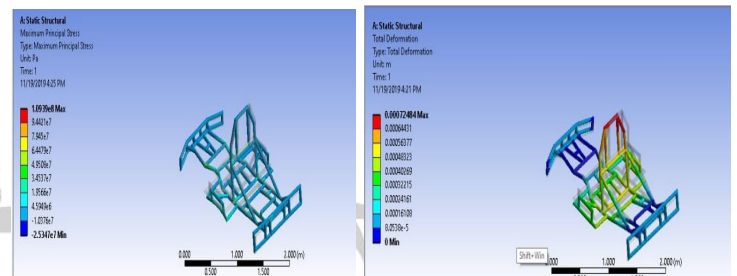 A: Static Structural
Maximum Principal Stress
Type: Maximum Principal Stress
Unit: Pa
Time: 1
11/19/2019 4:25 PM
1.0939e8 Max
9.4421e7
7.945e7
6.4479e7
4.9508e7
3.4537e7
1.9566e7
4.5949e6
-1.0376e7
-2.5347e7 Min
0.000
1.000
2.000 (m)
0.500
1.500
A: Static Structural
Total Deformation
Type: Total Deformation
Unit: m
Time: 1
11/19/2019 4:21 PM
0.00072484 Max
0.00064431
0.00056377
0.00048323
0.00040269
0.00032215
0.00024161
0.00016108
8.0538e-5
0 Min
Shift+Win
0.000
1.000
2.000 (m)
0.500
1.500